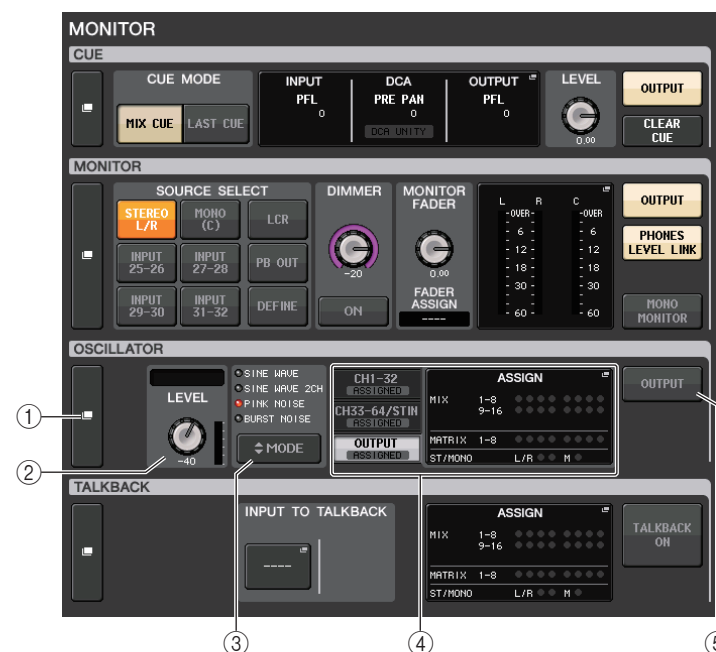 MONITOR
CUE
CUE MODE
MIX CUE
LAST CUE
INPUT
PFL
0
DCA
PRE PAN
0
DCA UNITY
OUTPUT
PFL
0
LEVEL
0.00
OUTPUT
CLEAR
CUE
MONITOR
SOURCE SELECT
STEREO
L/R
MONO
(C)
LCR
INPUT
25-26
INPUT
27-28
PB OUT
INPUT
29-30
INPUT
31-32
DEFINE
DIMMER
-20
ON
MONITOR
FADER
0.00
FADER
ASSIGN
----
L R C
-OVER- -OVER
- 6 - - 6
- 12 - - 12
- 18 - - 18
- 30 - - 30
- 60 - - 60
OUTPUT
PHONES
LEVEL LINK
MONO
MONITOR
OSCILLATOR
LEVEL
-40
SINE WAVE
SINE WAVE 2CH
PINK NOISE
BURST NOISE
MODE
CH1-32
ASSIGNED
CH33-64/STIN
ASSIGNED
OUTPUT
ASSIGNED
ASSIGN
MIX 1-8
9-16
MATRIX 1-8
ST/MONO L/R M
OUTPUT
TALKBACK
INPUT TO TALKBACK
----
ASSIGN
MIX 1-8
9-16
MATRIX 1-8
ST/MONO L/R M
TALKBACK
ON
①
②
③
④
⑤